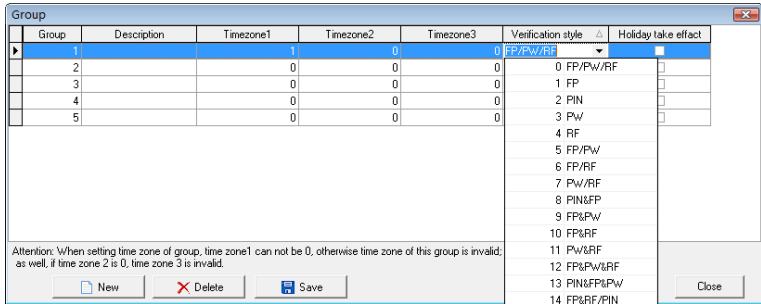 Group
Group Description Timezone1 Timezone2 Timezone3 Verification style Holiday take effect
1 1 0 0 FP/PW/RF
2 0 0 0
3 0 0 0
4 0 0 0
5 0 0 0
0 FP/PW/RF
1 FP
2 PIN
3 PW
4 RF
5 FP/PW
6 FP/RF
7 PW/RF
8 PIN&FP
9 FP&PW
10 FP&RF
11 PW&RF
12 FP&PW&RF
13 PIN&FP&PW
14 FP&RF/PIN
Attention: When setting time zone of group, time zone1 can not be 0, otherwise time zone of this group is invalid;
as well, if time zone 2 is 0, time zone 3 is invalid.
New Delete Save Close